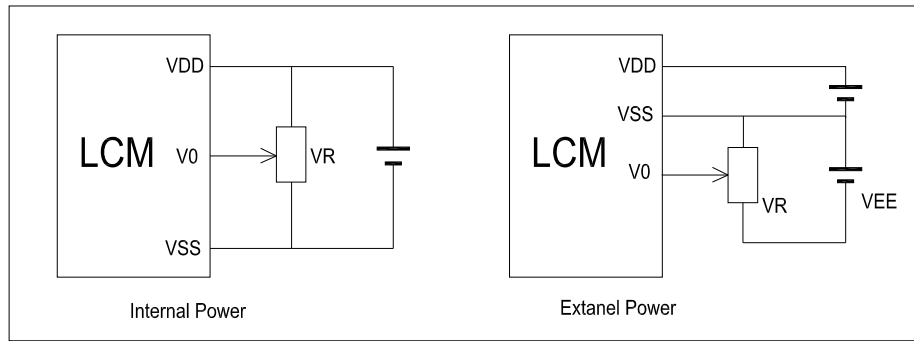 VDD
LCM
V0
VR
VSS
Internal Power
VDD
VSS
LCM
V0
VR
VEE
Extanel Power